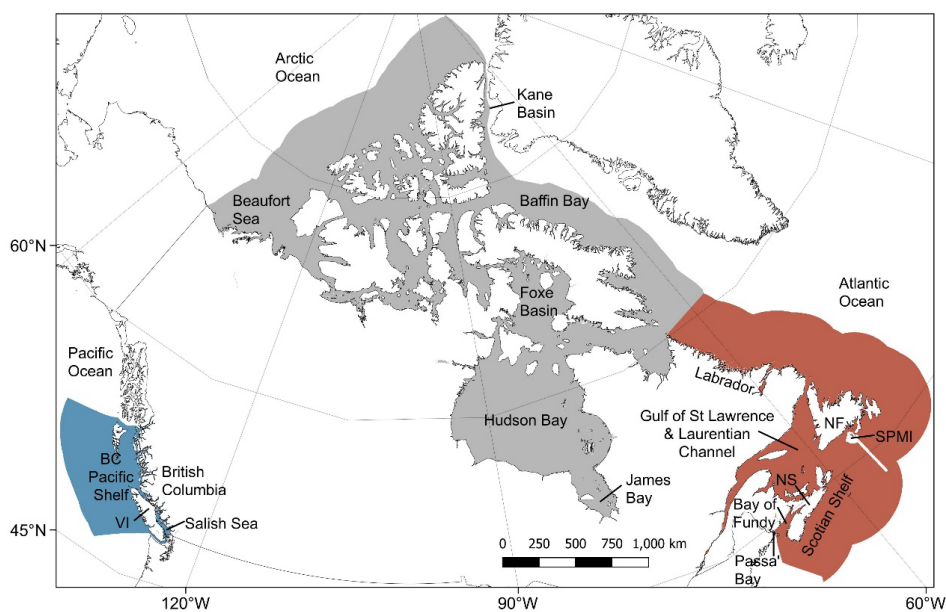 Arctic
Ocean
Kane
Basin
Beaufort
Sea
Baffin Bay
60°N
Foxe
Basin
Atlantic
Ocean
Pacific
Ocean
Labrador
Hudson Bay
Gulf of St Lawrence
& Laurentian
Channel
NF
SPMI
BC
Pacific
Shelf
British
Columbia
VI
Salish Sea
James
Bay
NS
Bay of
Fundy
Scotian Shelf
Passa'
Bay
45°N
0 250 500 750 1,000 km
120°W
90°W
60°W